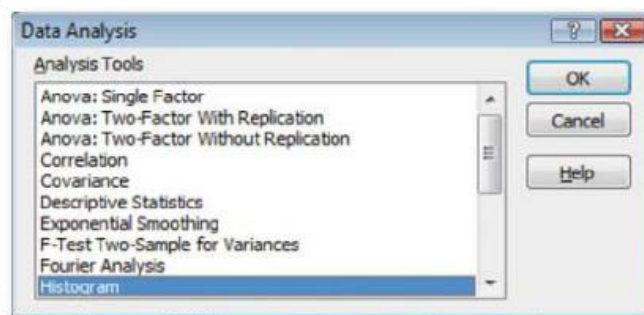 Data Analysis
Analysis Tools
Anova: Single Factor
Anova: Two-Factor With Replication
Anova: Two-Factor Without Replication
Correlation
Covariance
Descriptive Statistics
Exponential Smoothing
F-Test Two-Sample for Variances
Fourier Analysis
Histogram
OK
Cancel
Help